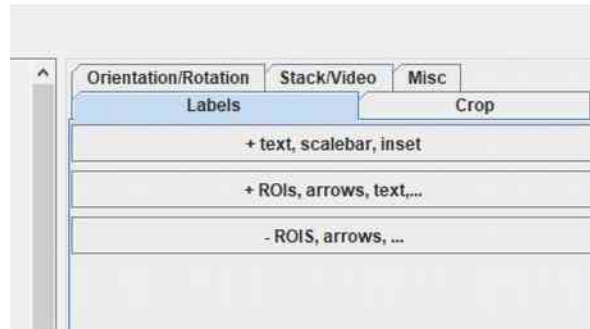 Orientation/Rotation Stack/Video Misc
Labels Crop
+ text, scalebar, inset
+ ROIs, arrows, text,...
- ROIS, arrows, ...